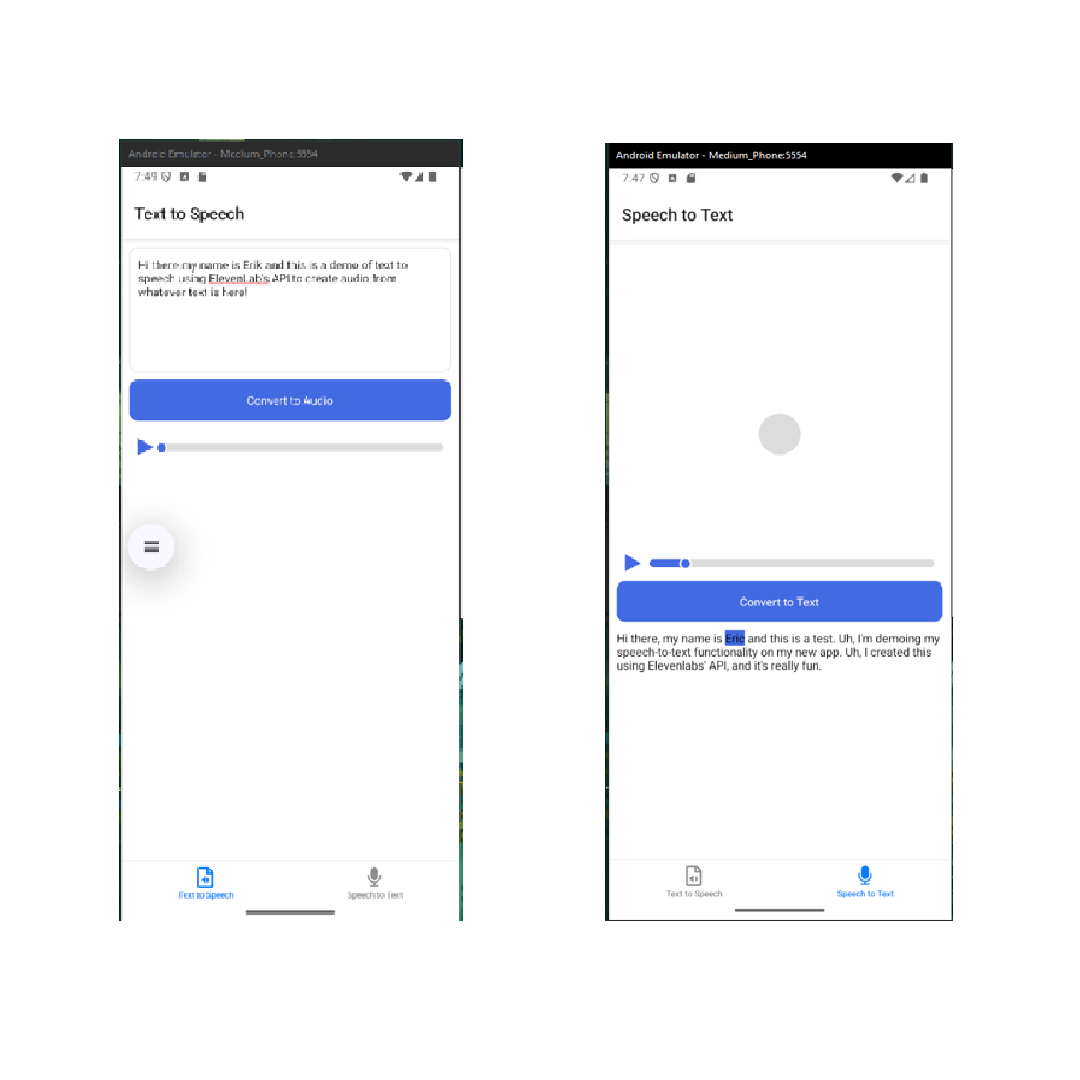 Android Emulator - Medium_Phone:5554
7:49
Text to Speech
Hi there my name is Erik and this is a demo of text to
speech using ElevenLab's API to create audio from
whatever text is here!
Convert to Audio
Text to Speech
Speech to Text
Android Emulator - Medium_Phone:5554
7:47
Speech to Text
Convert to Text
Hi there, my name is Eric and this is a test. Uh, I'm demoing my
speech-to-text functionality on my new app. Uh, I created this
using Elevenlabs' API, and it's really fun.
Text to Speech
Speech to Text